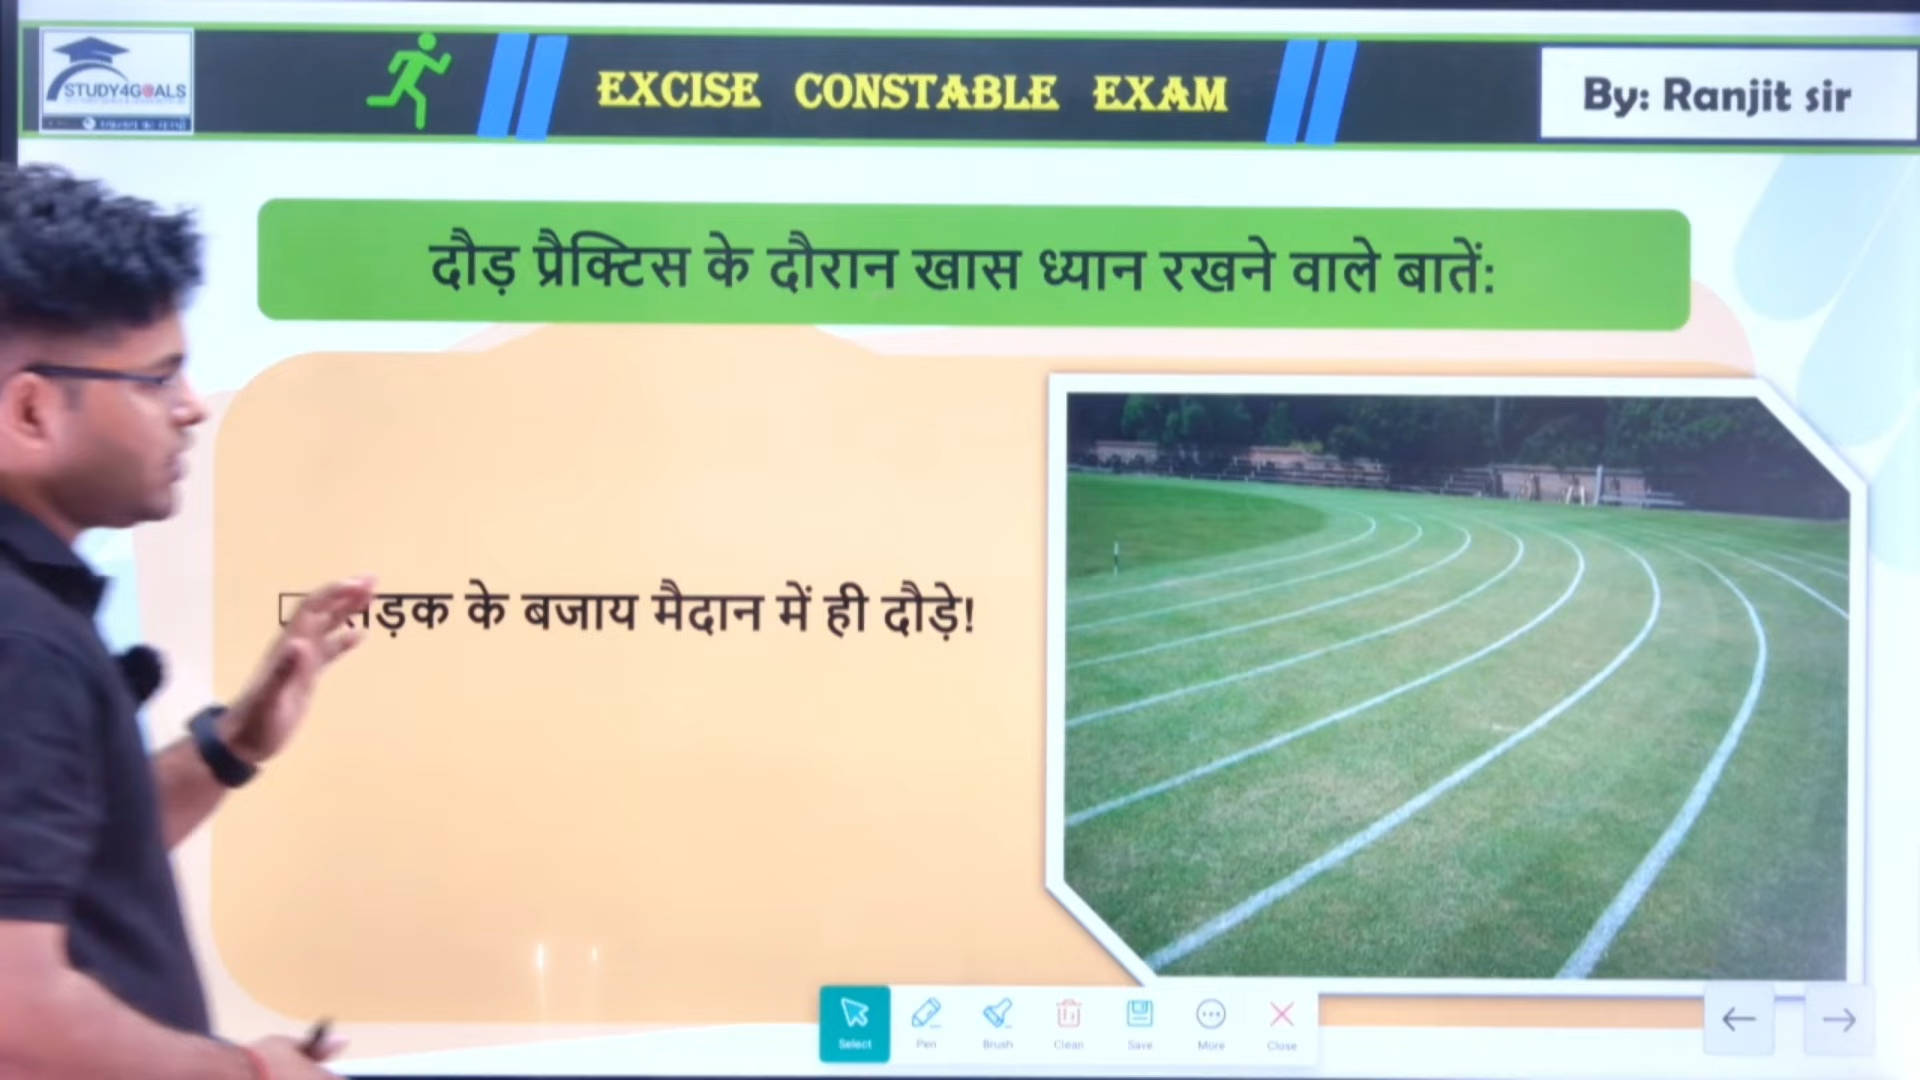 STUDY4GOALS
EXCISE CONSTABLE EXAM
By: Ranjit sir
दौड़ प्रैक्टिस के दौरान खास ध्यान रखने वाले बातें:
के बजाय मैदान में ही दौड़े!
Select Pen Brush Clean Save More Close